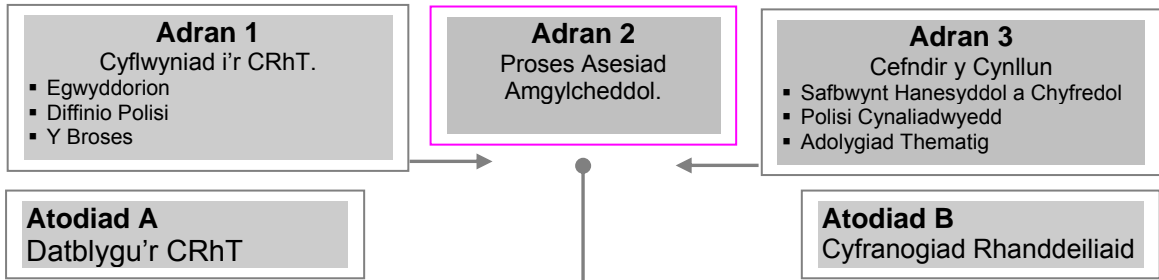 Adran 1
Cyflwyniad i'r CRhT.
▪ Egwyddorion
▪ Diffinio Polisi
▪ Y Broses
Adran 2
Proses Asesiad
Amgylcheddol.
Adran 3
Cefndir y Cynllun
▪ Safbwynt Hanesyddol a Chyfredol
▪ Polisi Cynaliadwyedd
▪ Adolygiad Thematig
Atodiad A
Datblygu'r CRhT
Atodiad B
Cyfranogiad Rhanddeiliaid